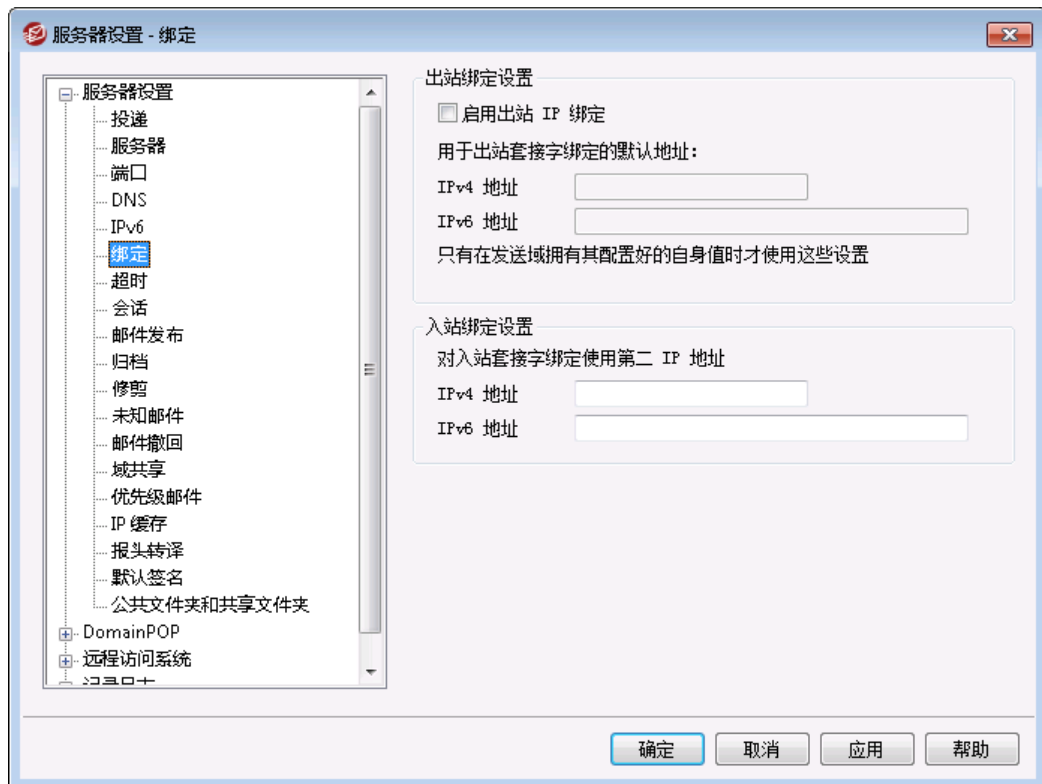 服务器设置 - 绑定
服务器设置
投递
服务器
端口
DNS
IPv6
绑定
超时
会话
邮件发布
归档
修剪
未知邮件
邮件撤回
域共享
优先级邮件
IP 缓存
报头转译
默认签名
公共文件夹和共享文件夹
DomainPOP
远程访问系统
记录日志
出站绑定设置
启用出站 IP 绑定
用于出站套接字绑定的默认地址:
IPv4 地址
IPv6 地址
只有在发送域拥有其配置好的自身值时才使用这些设置
入站绑定设置
对入站套接字绑定使用第二 IP 地址
IPv4 地址
IPv6 地址
确定 取消 应用 帮助